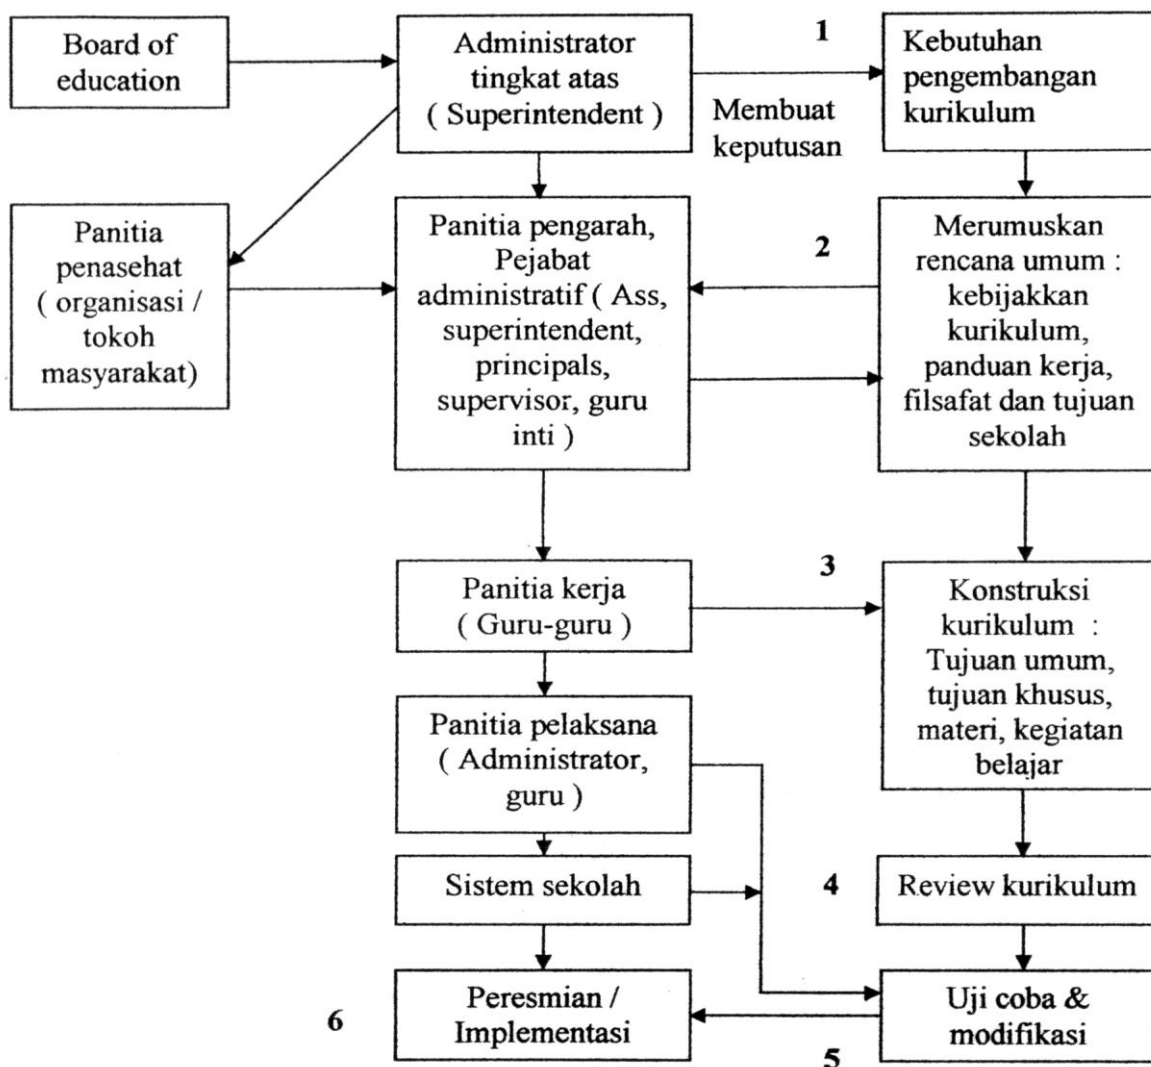 Board of
education
Administrator
tingkat atas
( Superintendent )
1
Membuat
keputusan
Kebutuhan
pengembangan
kurikulum
Panitia
penasehat
( organisasi /
tokoh
masyarakat)
Panitia pengarah,
Pejabat
administratif ( Ass,
superintendent,
principals,
supervisor, guru
inti )
2
Merumuskan
rencana umum :
kebijakkan
kurikulum,
panduan kerja,
filsafat dan tujuan
sekolah
Panitia kerja
( Guru-guru )
3
Konstruksi
kurikulum :
Tujuan umum,
tujuan khusus,
materi, kegiatan
belajar
Panitia pelaksana
( Administrator,
guru )
Sistem sekolah
4
Review kurikulum
6
Peresmian /
Implementasi
Uji coba &
modifikasi
5